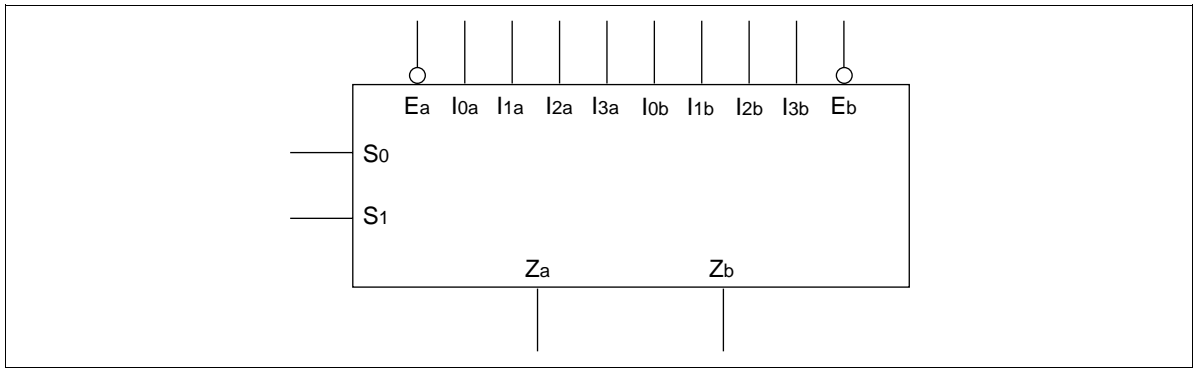 Ea I0a I1a I2a I3a I0b I1b I2b I3b Eb
S0
S1
Za Zb